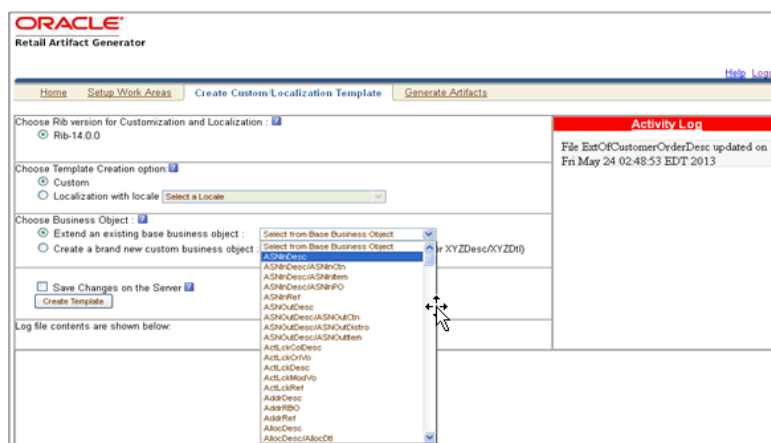 ORACLE
Retail Artifact Generator
Help Logo
Home Setup Work Areas Create Custom/Localization Template Generate Artifacts
Choose Rib version for Customization and Localization : ?
Rib-14.0.0
Choose Template Creation option: ?
Custom
Localization with locale Select a Locale
Choose Business Object : ?
Extend an existing base business object : Select from Base Business Object
Create a brand new custom business object : or XYZDesc/XYZDtl)
Select from Base Business Object
ASNInDesc
ASNInDesc/ASNInCtn
ASNInDesc/ASNInItem
ASNInDesc/ASNInPO
ASNInRef
ASNOutDesc
ASNOutDesc/ASNOutCtn
ASNOutDesc/ASNOutDistro
ASNOutDesc/ASNOutItem
ActLckColDesc
ActLckCrlVo
ActLckDesc
ActLckModVo
ActLckRef
AddrDesc
AddrRBO
AddrRef
AllocDesc
AllocDesc/AllocDtl
Save Changes on the Server ?
Create Template
Log file contents are shown below:
Activity Log
File ExtOfCustomerOrderDesc updated on
Fri May 24 02:48:53 EDT 2013